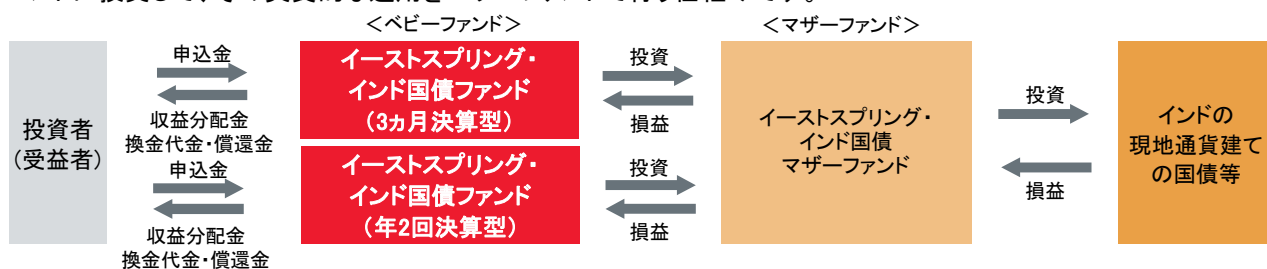 ＜ベビーファンド＞
＜マザーファンド＞
投資者
（受益者）
申込金
収益分配金
換金代金・償還金
申込金
収益分配金
換金代金・償還金
イーストスプリング・
インド国債ファンド
（3ヵ月決算型）
イーストスプリング・
インド国債ファンド
（年2回決算型）
投資
損益
投資
損益
イーストスプリング・
インド国債
マザーファンド
投資
損益
インドの
現地通貨建て
の国債等